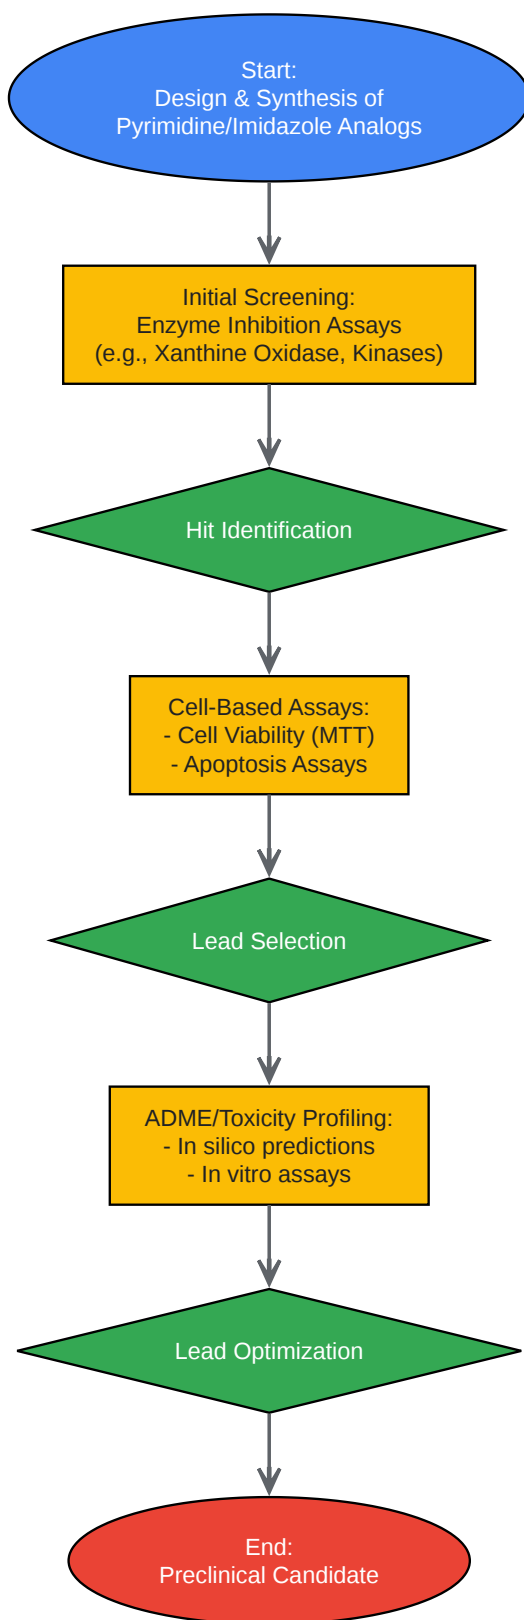 Start:
Design & Synthesis of
Pyrimidine/Imidazole Analogs
Initial Screening:
Enzyme Inhibition Assays
(e.g., Xanthine Oxidase, Kinases)
Hit Identification
Cell-Based Assays:
- Cell Viability (MTT)
- Apoptosis Assays
Lead Selection
ADME/Toxicity Profiling:
- In silico predictions
- In vitro assays
Lead Optimization
End:
Preclinical Candidate